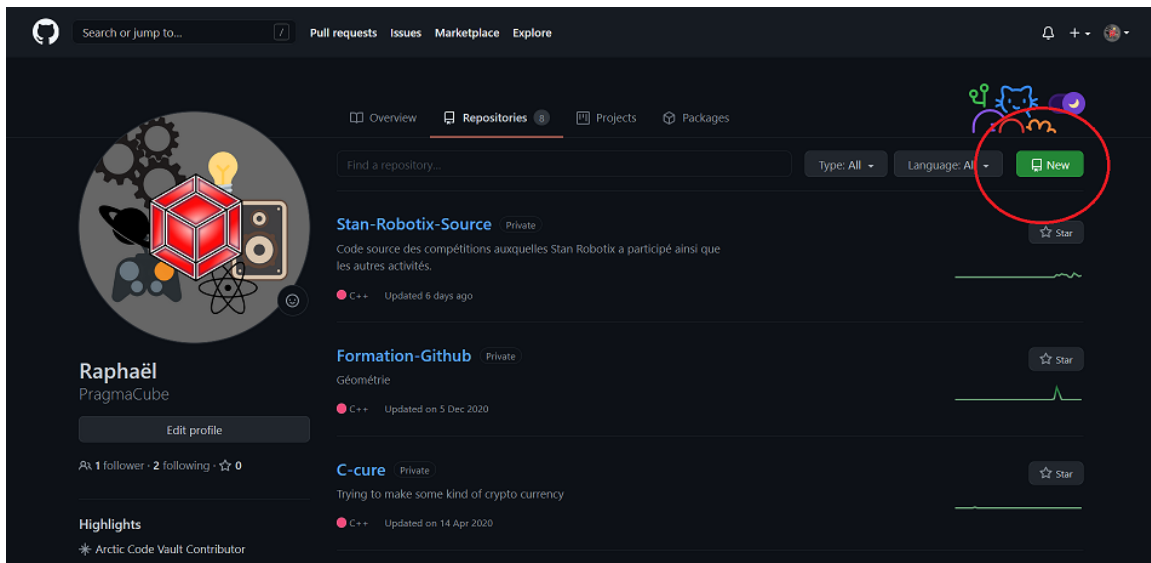 Search or jump to... /
Pull requests Issues Marketplace Explore
Overview Repositories 8 Projects Packages
Find a repository... Type: All Language: All New
Stan-Robotix-Source Private
Star
Code source des compétitions auxquelles Stan Robotix a participé ainsi que
les autres activités.
C++ Updated 6 days ago
Formation-Github Private
Star
Géométrie
C++ Updated on 5 Dec 2020
C-cure Private
Star
Trying to make some kind of crypto currency
C++ Updated on 14 Apr 2020
Raphaël
PragmaCube
Edit profile
1 follower · 2 following · 0
Highlights
Arctic Code Vault Contributor